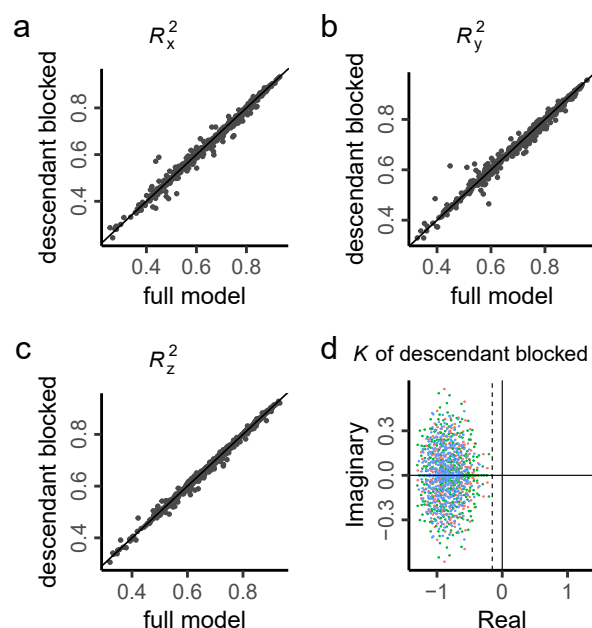 a
R²x
descendant blocked
0.8
0.6
0.4
0.4 0.6 0.8
full model
b
R²y
descendant blocked
0.8
0.6
0.4
0.4 0.6 0.8
full model
c
R²z
descendant blocked
0.8
0.6
0.4
0.4 0.6 0.8
full model
d
K of descendant blocked
Imaginary
0.3
0.0
−0.3
−1 0 1
Real